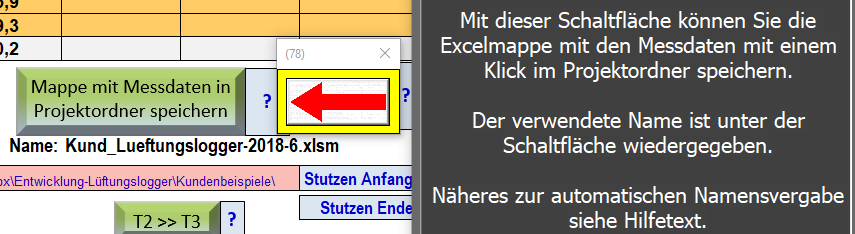 ,9
9,3
0,2
(78)
Mappe mit Messdaten in
Projektordner speichern
?
?
Name: Kund_Lueftungslogger-2018-6.xlsm
ox\Entwicklung-Lüftungslogger\Kundenbeispiele\
Stutzen Anfang
Stutzen Ende
T2 >> T3
?
Mit dieser Schaltfläche können Sie die
Excelmappe mit den Messdaten mit einem
Klick im Projektordner speichern.
Der verwendete Name ist unter der
Schaltfläche wiedergegeben.
Näheres zur automatischen Namensvergabe
siehe Hilfetext.